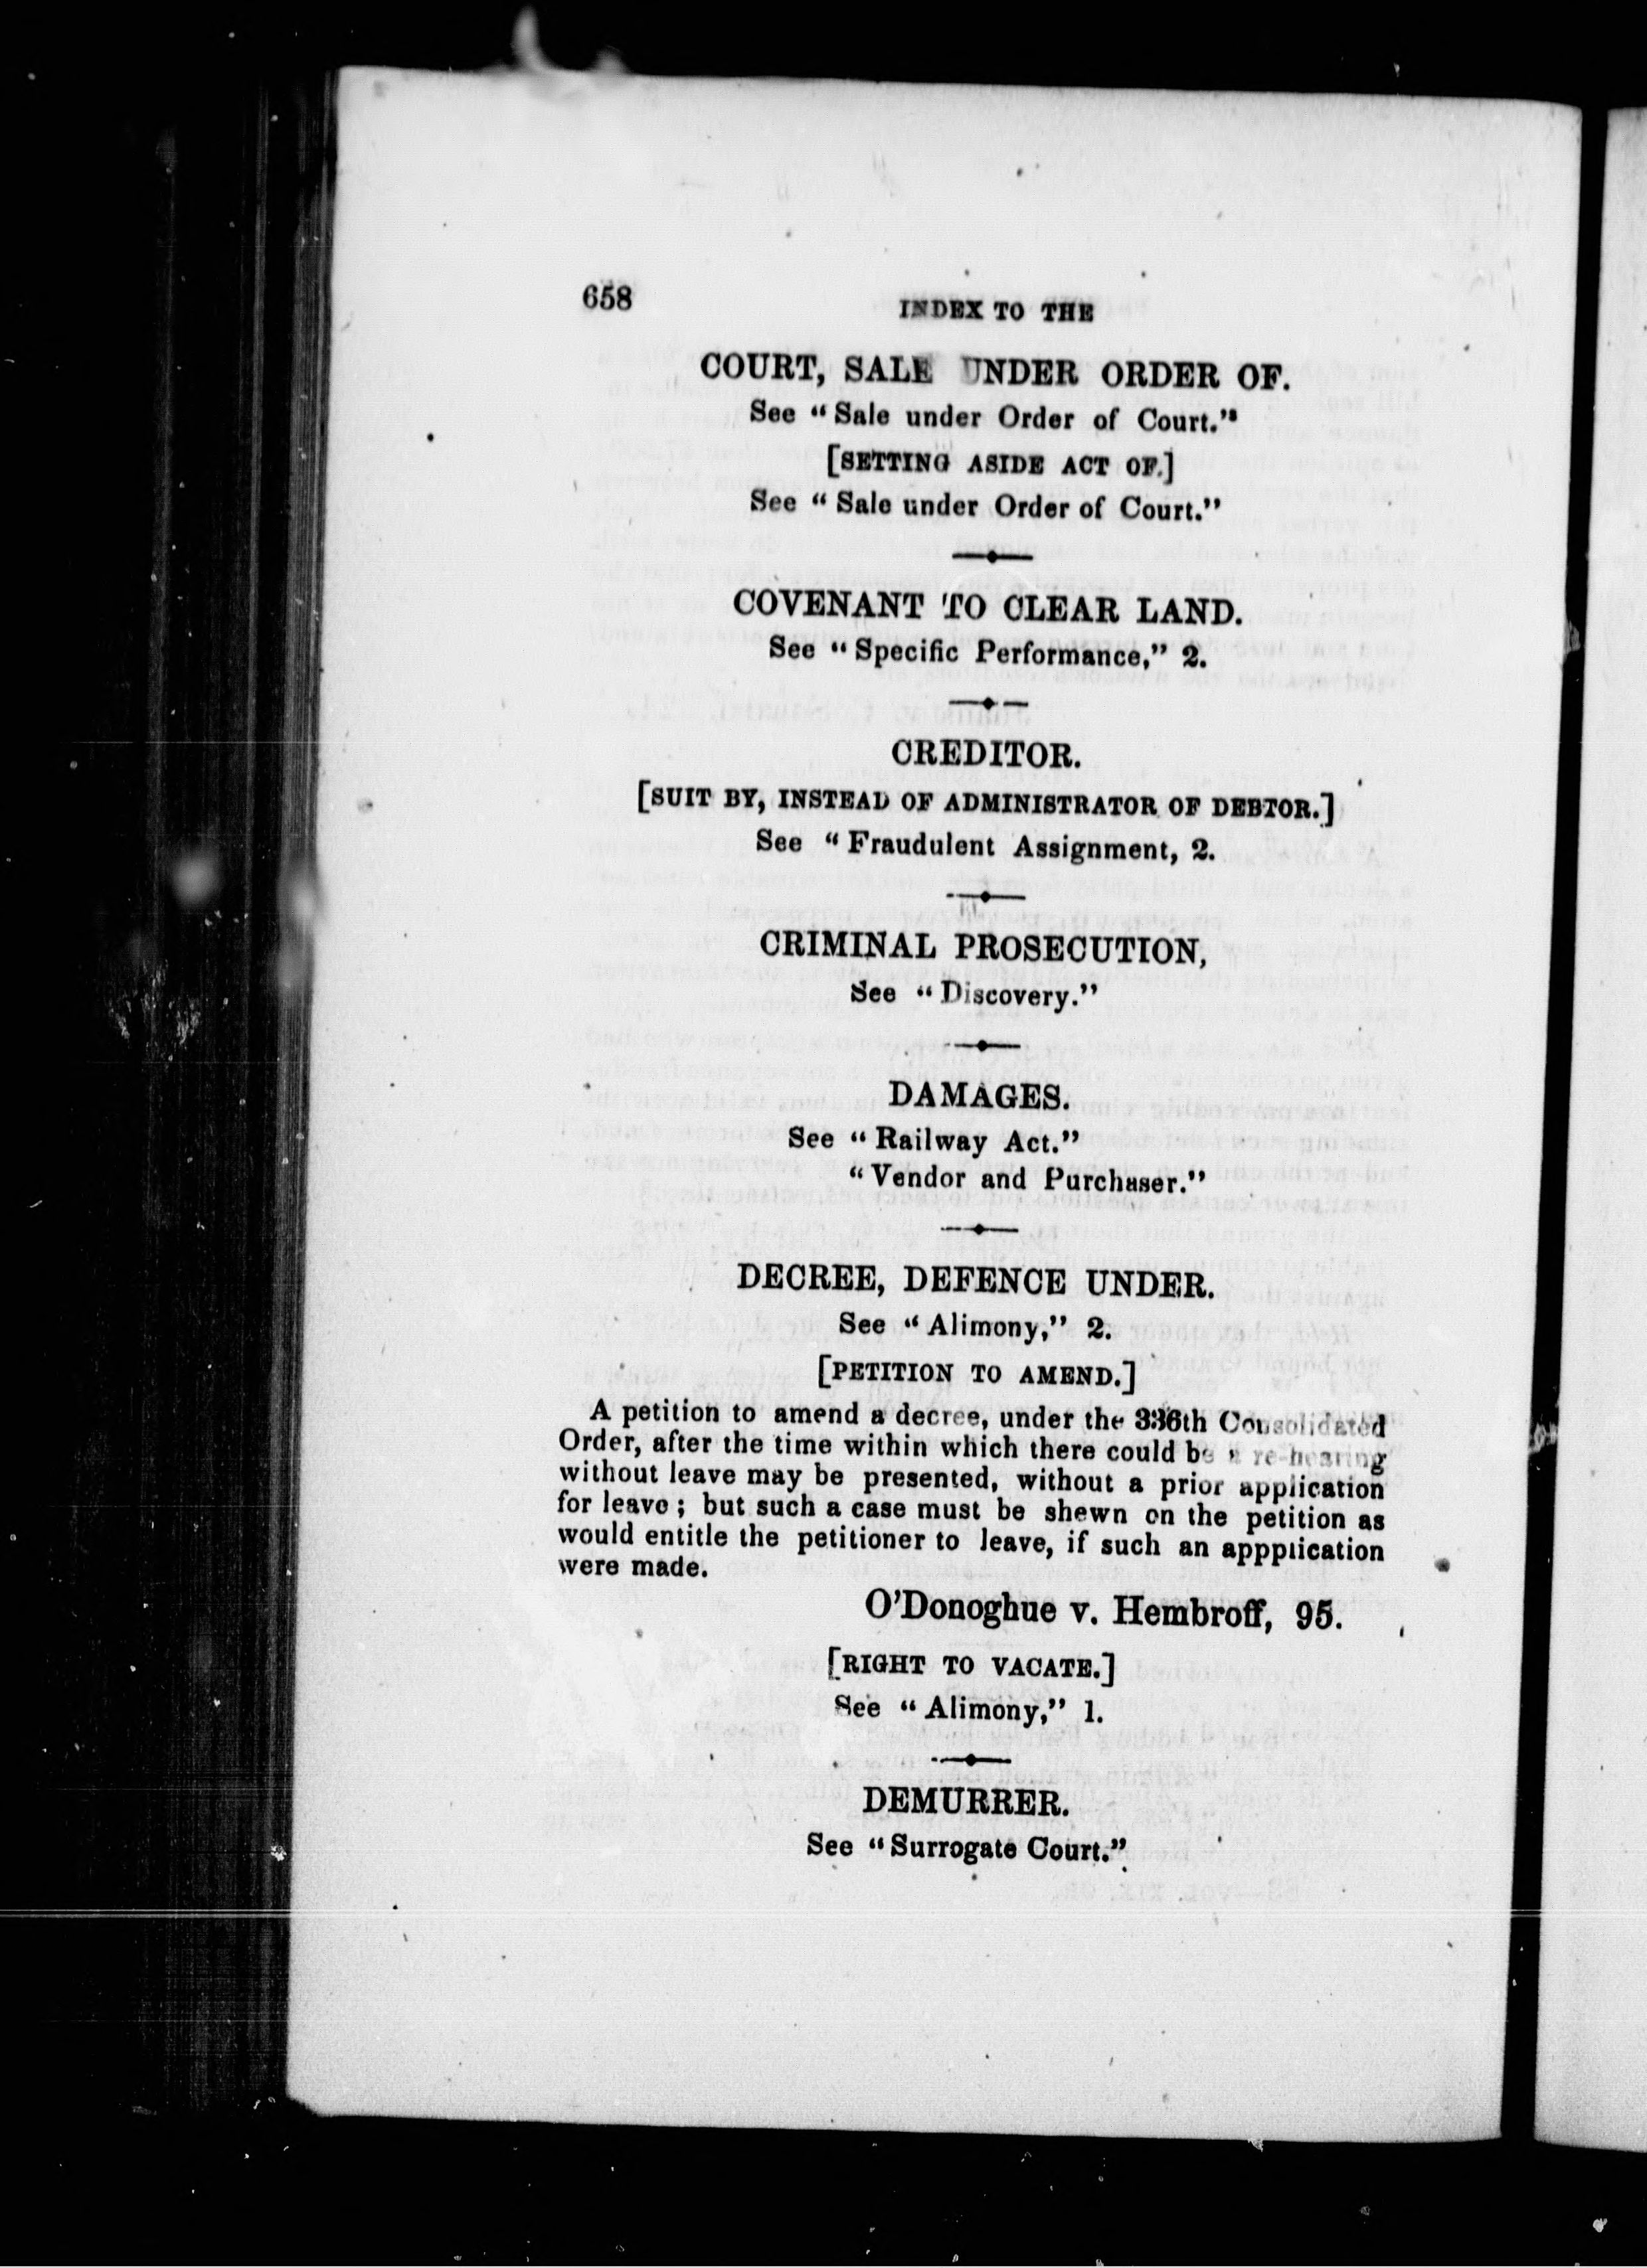 658
INDEX TO THE
COURT, SALE UNDER ORDER OF.
See “Sale under Order of Court.”
[SETTING ASIDE ACT OF.]
See “Sale under Order of Court.”
COVENANT TO CLEAR LAND.
See “Specific Performance,” 2.
CREDITOR.
[SUIT BY, INSTEAD OF ADMINISTRATOR OF DEBTOR.]
See “Fraudulent Assignment, 2.
CRIMINAL PROSECUTION,
See “Discovery.”
DAMAGES.
See “Railway Act.”
“Vendor and Purchaser.”
DECREE, DEFENCE UNDER.
See “Alimony,” 2.
[PETITION TO AMEND.]
A petition to amend a decree, under the 336th Consolidated
Order, after the time within which there could be a re-hearing
without leave may be presented, without a prior application
for leave ; but such a case must be shewn on the petition as
would entitle the petitioner to leave, if such an appplication
were made.
O’Donoghue v. Hembroff, 95.
[RIGHT TO VACATE.]
See “Alimony,” 1.
DEMURRER.
See “Surrogate Court.”